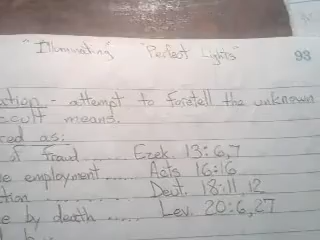 "Illuminating" "Perfect Lights" 93
ation - attempt to foretell the unknown
ccult means.
ced as:
of fraud ..... Ezek. 13:6,7
e employment ..... Acts 16:16
tion ..... Deut. 18:11,12
e by death ..... Lev. 20:6,27